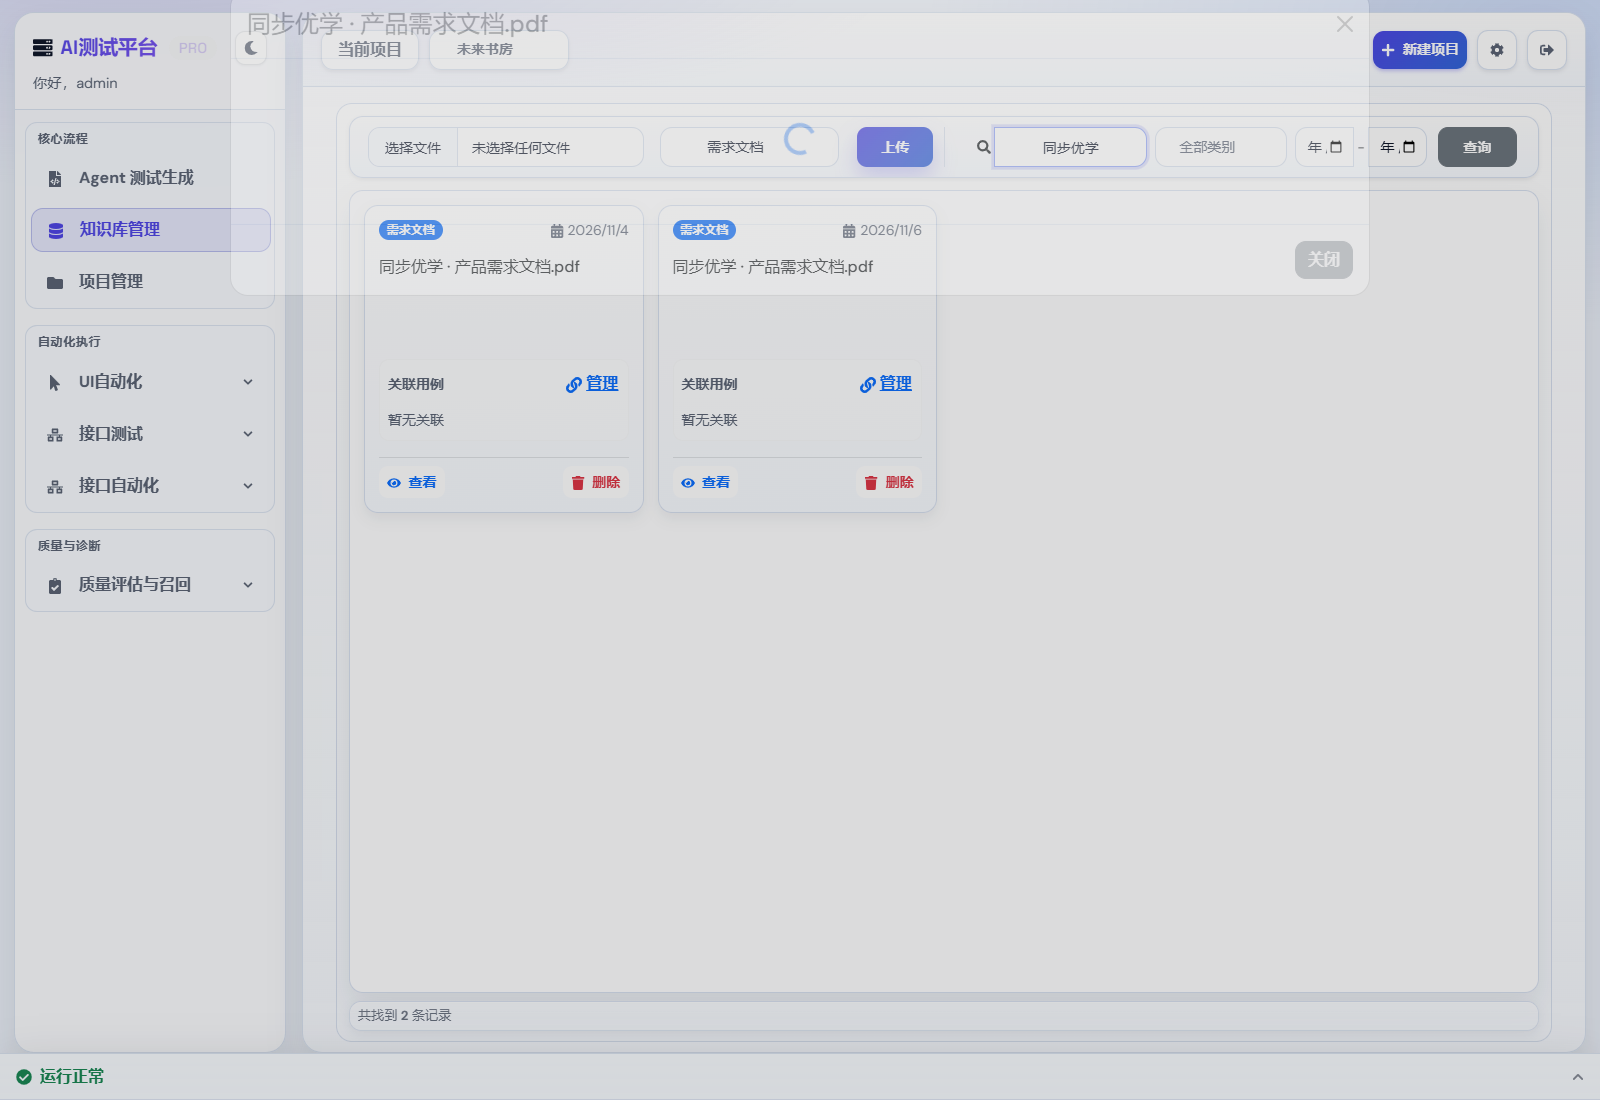 同步优学 · 产品需求文档.pdf
AI测试平台 PRO
你好，admin
当前项目 未来书房
新建项目
核心流程
Agent 测试生成
知识库管理
项目管理
自动化执行
UI自动化
接口测试
接口自动化
质量与诊断
质量评估与召回
选择文件 未选择任何文件 需求文档 上传 同步优学 全部类别 年 - 年 查询
需求文档 2026/11/4
同步优学 · 产品需求文档.pdf
关联用例 管理
暂无关联
查看 删除
需求文档 2026/11/6
同步优学 · 产品需求文档.pdf
关联用例 管理
暂无关联
查看 删除
关闭
共找到 2 条记录
运行正常